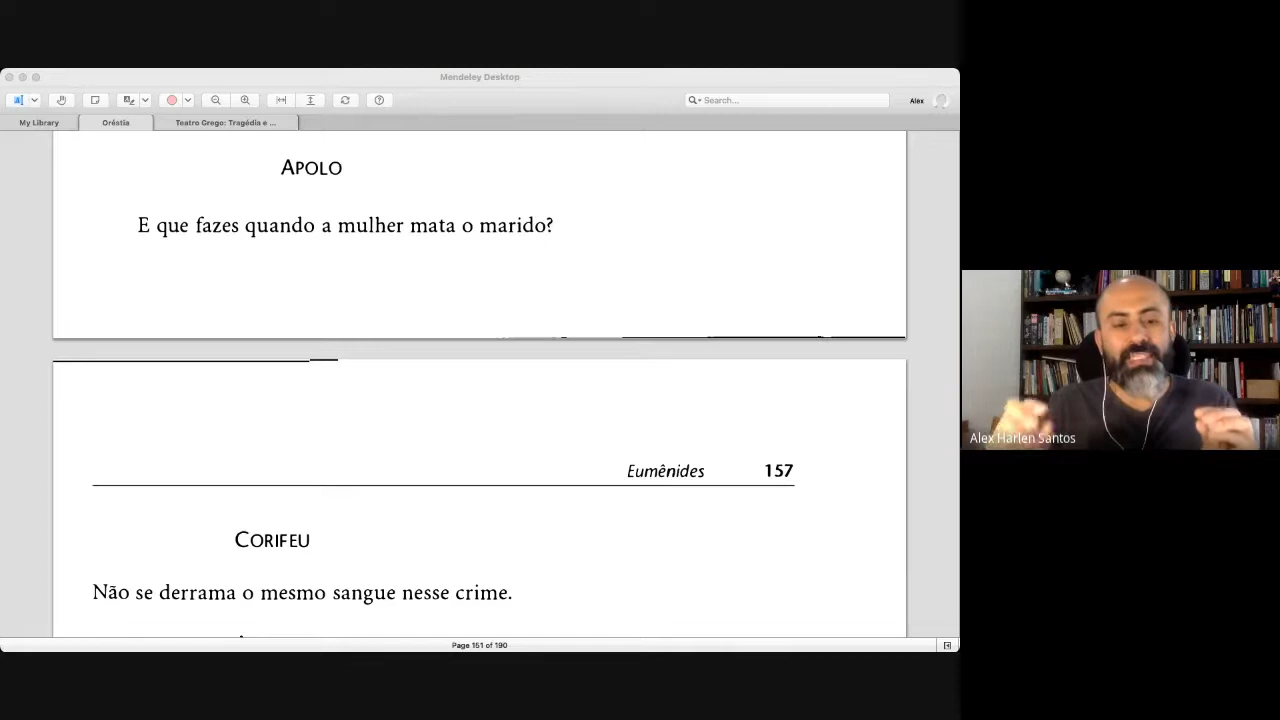 Mendeley Desktop
Search...
Alex
My Library
Oréstia
Teatro Grego: Tragédia e ...
APOLO
E que fazes quando a mulher mata o marido?
Eumênides 157
CORIFEU
Não se derrama o mesmo sangue nesse crime.
Page 151 of 190
Alex Harlen Santos